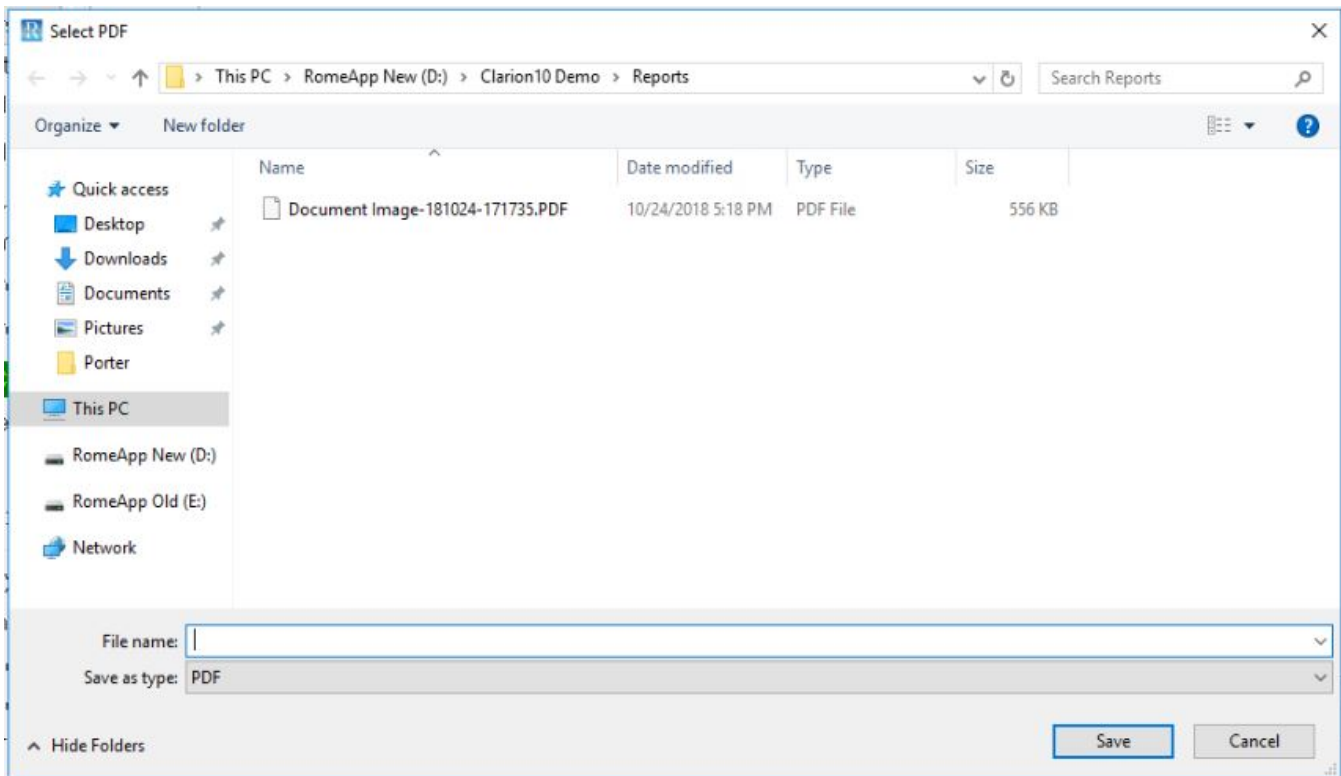 Select PDF
This PC > RomeApp New (D:) > Clarion10 Demo > Reports
Search Reports
Organize
New folder
Name
Date modified
Type
Size
Document Image-181024-171735.PDF 10/24/2018 5:18 PM PDF File 556 KB
Quick access
Desktop
Downloads
Documents
Pictures
Porter
This PC
RomeApp New (D:)
RomeApp Old (E:)
Network
File name:
Save as type: PDF
Hide Folders
Save
Cancel